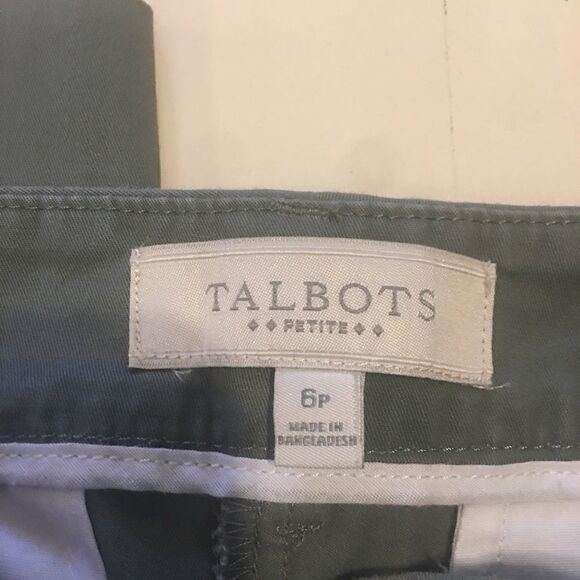 TALBOTS
◆◆PETITE◆◆
6P
MADE IN
BANGLADESH